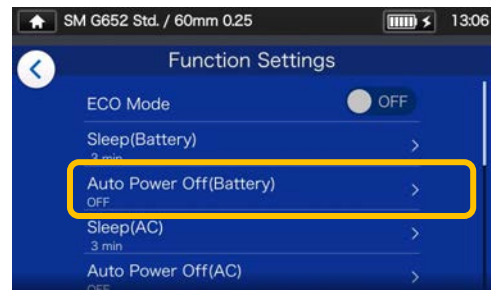 SM G652 Std. / 60mm 0.25 13:06
Function Settings
ECO Mode OFF
Sleep(Battery)
3 min
Auto Power Off(Battery)
OFF
Sleep(AC)
3 min
Auto Power Off(AC)
OFF